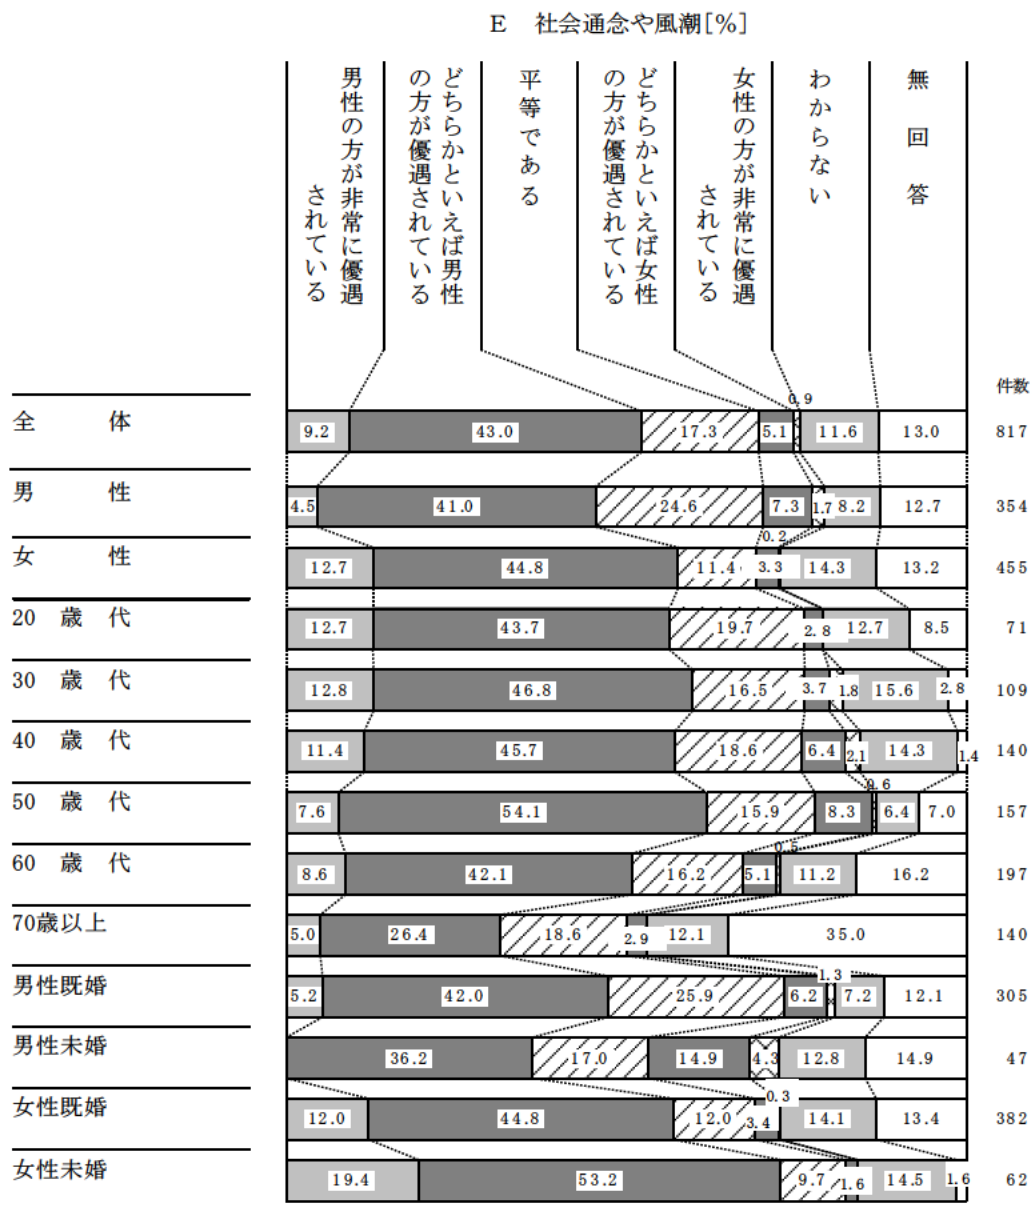 E 社会通念や風潮[%]
男性の方が非常に優遇
されている
どちらかといえば男性
の方が優遇されている
平等である
どちらかといえば女性
の方が優遇されている
女性の方が非常に優遇
されている
わからない
無回答
件数
全体 9.2 43.0 17.3 5.1 0.9 11.6 13.0 817
男性 4.5 41.0 24.6 7.3 1.7 8.2 12.7 354
女性 12.7 44.8 11.4 3.3 0.2 14.3 13.2 455
20歳代 12.7 43.7 19.7 2.8 12.7 8.5 71
30歳代 12.8 46.8 16.5 3.7 1.8 15.6 2.8 109
40歳代 11.4 45.7 18.6 6.4 2.1 14.3 1.4 140
50歳代 7.6 54.1 15.9 8.3 0.6 6.4 7.0 157
60歳代 8.6 42.1 16.2 5.1 0.5 11.2 16.2 197
70歳以上 5.0 26.4 18.6 2.9 12.1 35.0 140
男性既婚 5.2 42.0 25.9 6.2 1.3 7.2 12.1 305
男性未婚 36.2 17.0 14.9 4.3 12.8 14.9 47
女性既婚 12.0 44.8 12.0 3.4 0.3 14.1 13.4 382
女性未婚 19.4 53.2 9.7 1.6 14.5 1.6 62